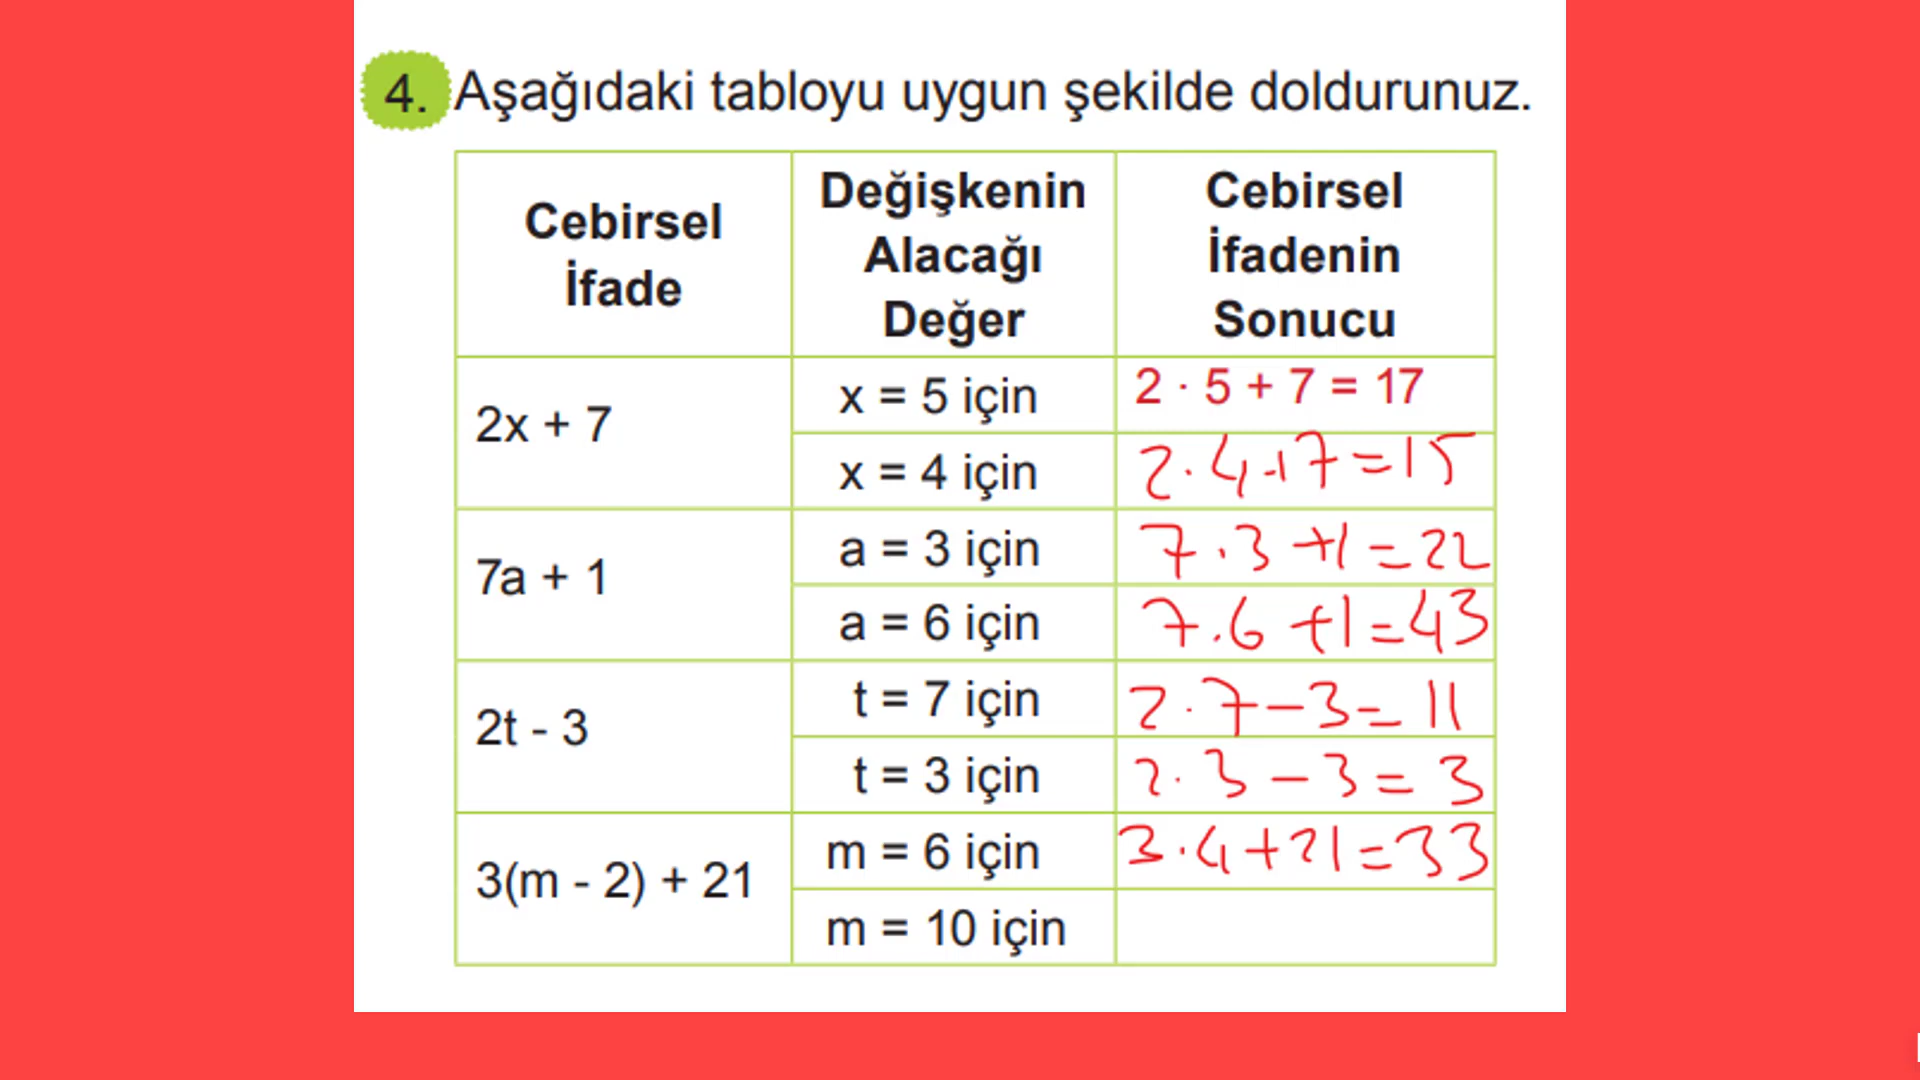 4. Aşağıdaki tabloyu uygun şekilde doldurunuz.
Cebirsel İfade
Değişkenin Alacağı Değer
Cebirsel İfadenin Sonucu
2x + 7
x = 5 için
2 · 5 + 7 = 17
x = 4 için
2 · 4 + 7 = 15
7a + 1
a = 3 için
7 · 3 + 1 = 22
a = 6 için
7 . 6 + 1 = 43
2t - 3
t = 7 için
2 · 7 - 3 = 11
t = 3 için
2 · 3 - 3 = 3
3(m - 2) + 21
m = 6 için
3 · 4 + 21 = 33
m = 10 için